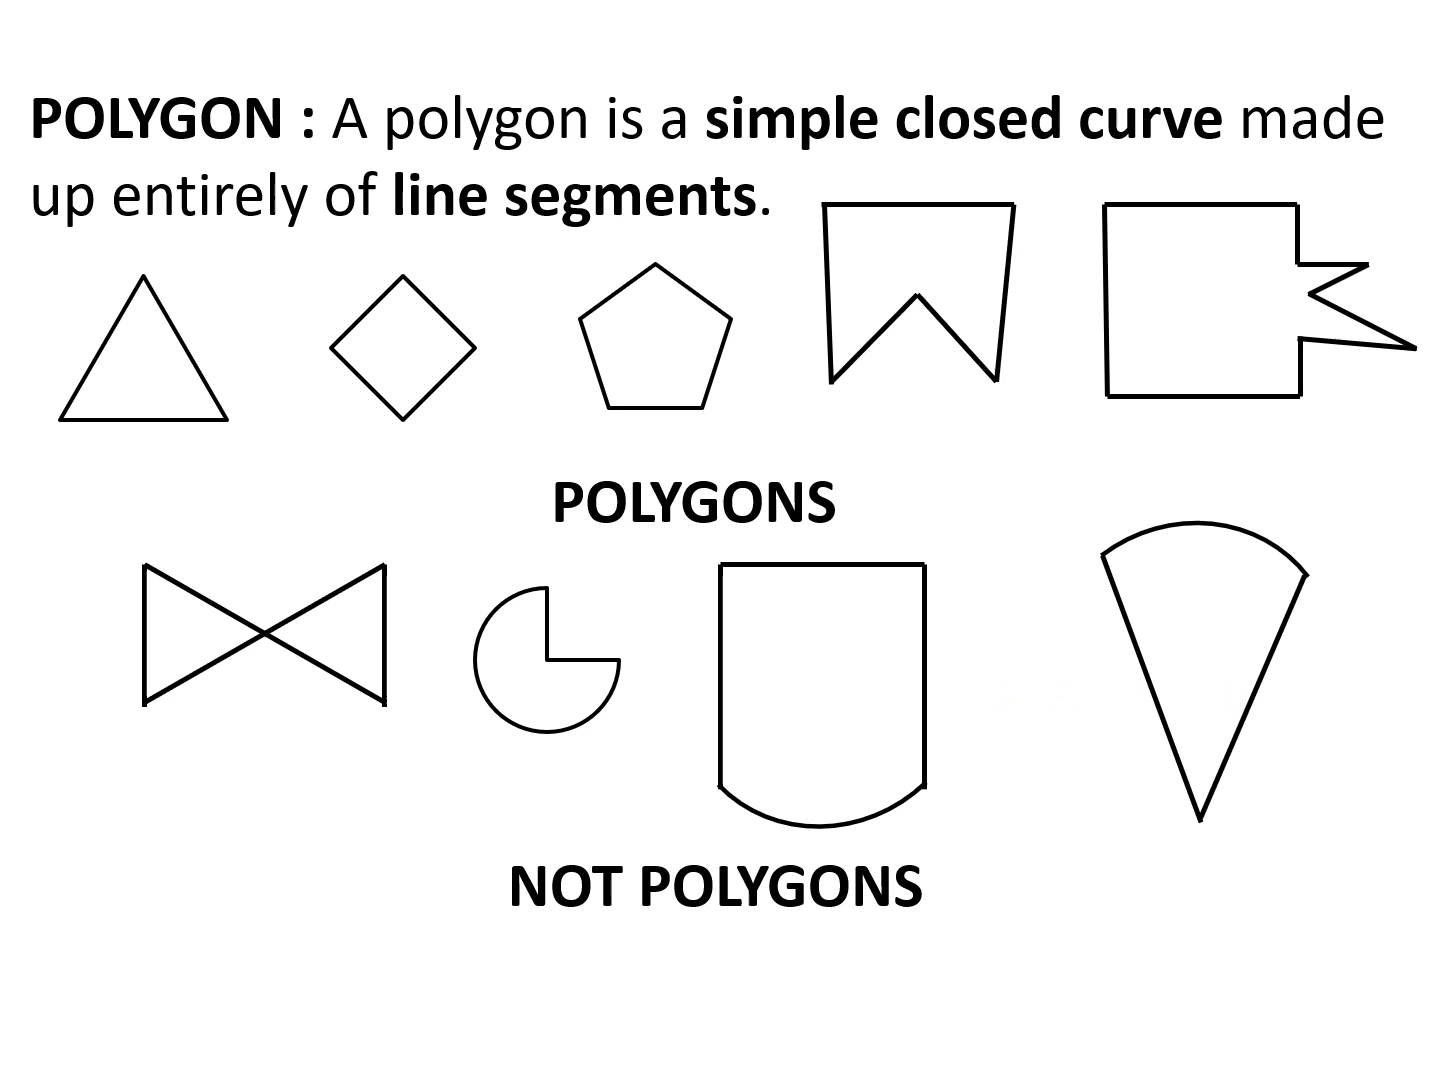 POLYGON : A polygon is a simple closed curve made
up entirely of line segments.
POLYGONS
NOT POLYGONS